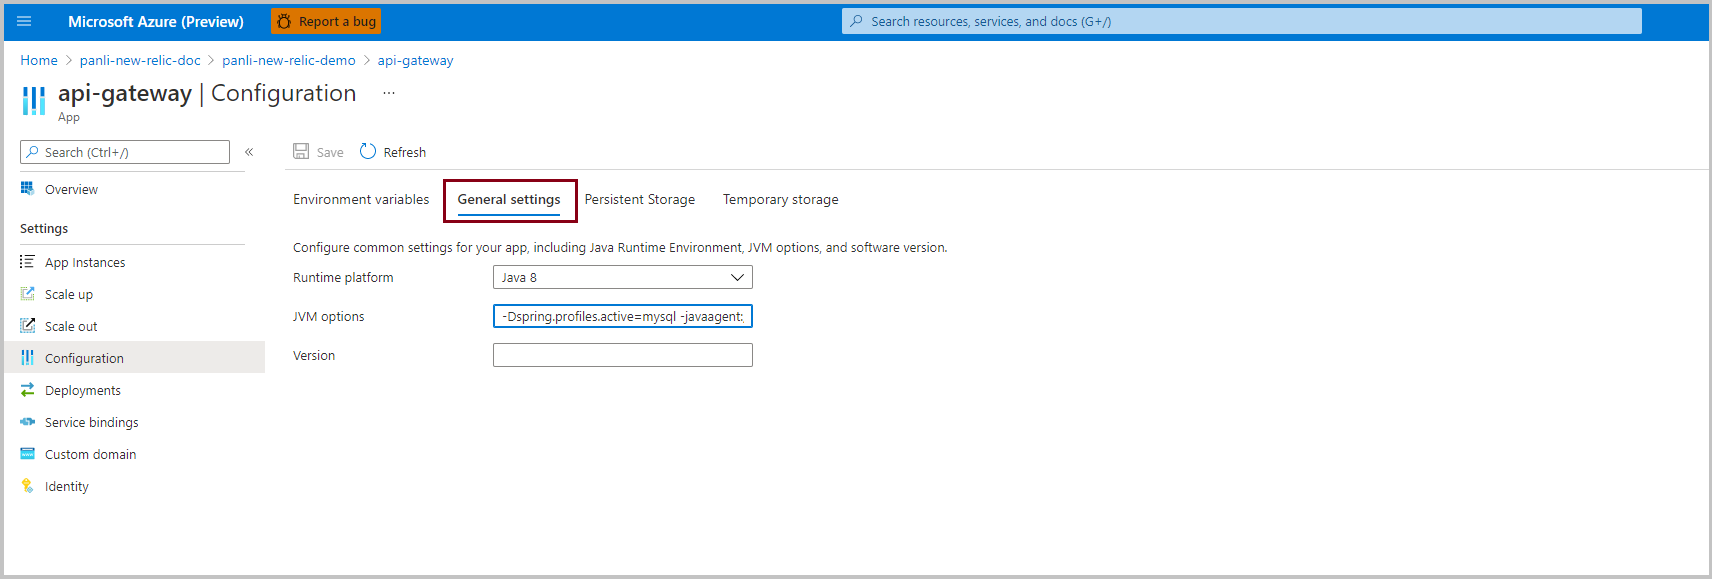 Microsoft Azure (Preview) Report a bug Search resources, services, and docs (G+/)
Home > panli-new-relic-doc > panli-new-relic-demo > api-gateway
api-gateway | Configuration ...
App
Search (Ctrl+/) «
Save Refresh
Overview
Environment variables General settings Persistent Storage Temporary storage
Settings
Configure common settings for your app, including Java Runtime Environment, JVM options, and software version.
App Instances
Runtime platform Java 8
Scale up
JVM options -Dspring.profiles.active=mysql -javaagent:
Scale out
Version
Configuration
Deployments
Service bindings
Custom domain
Identity